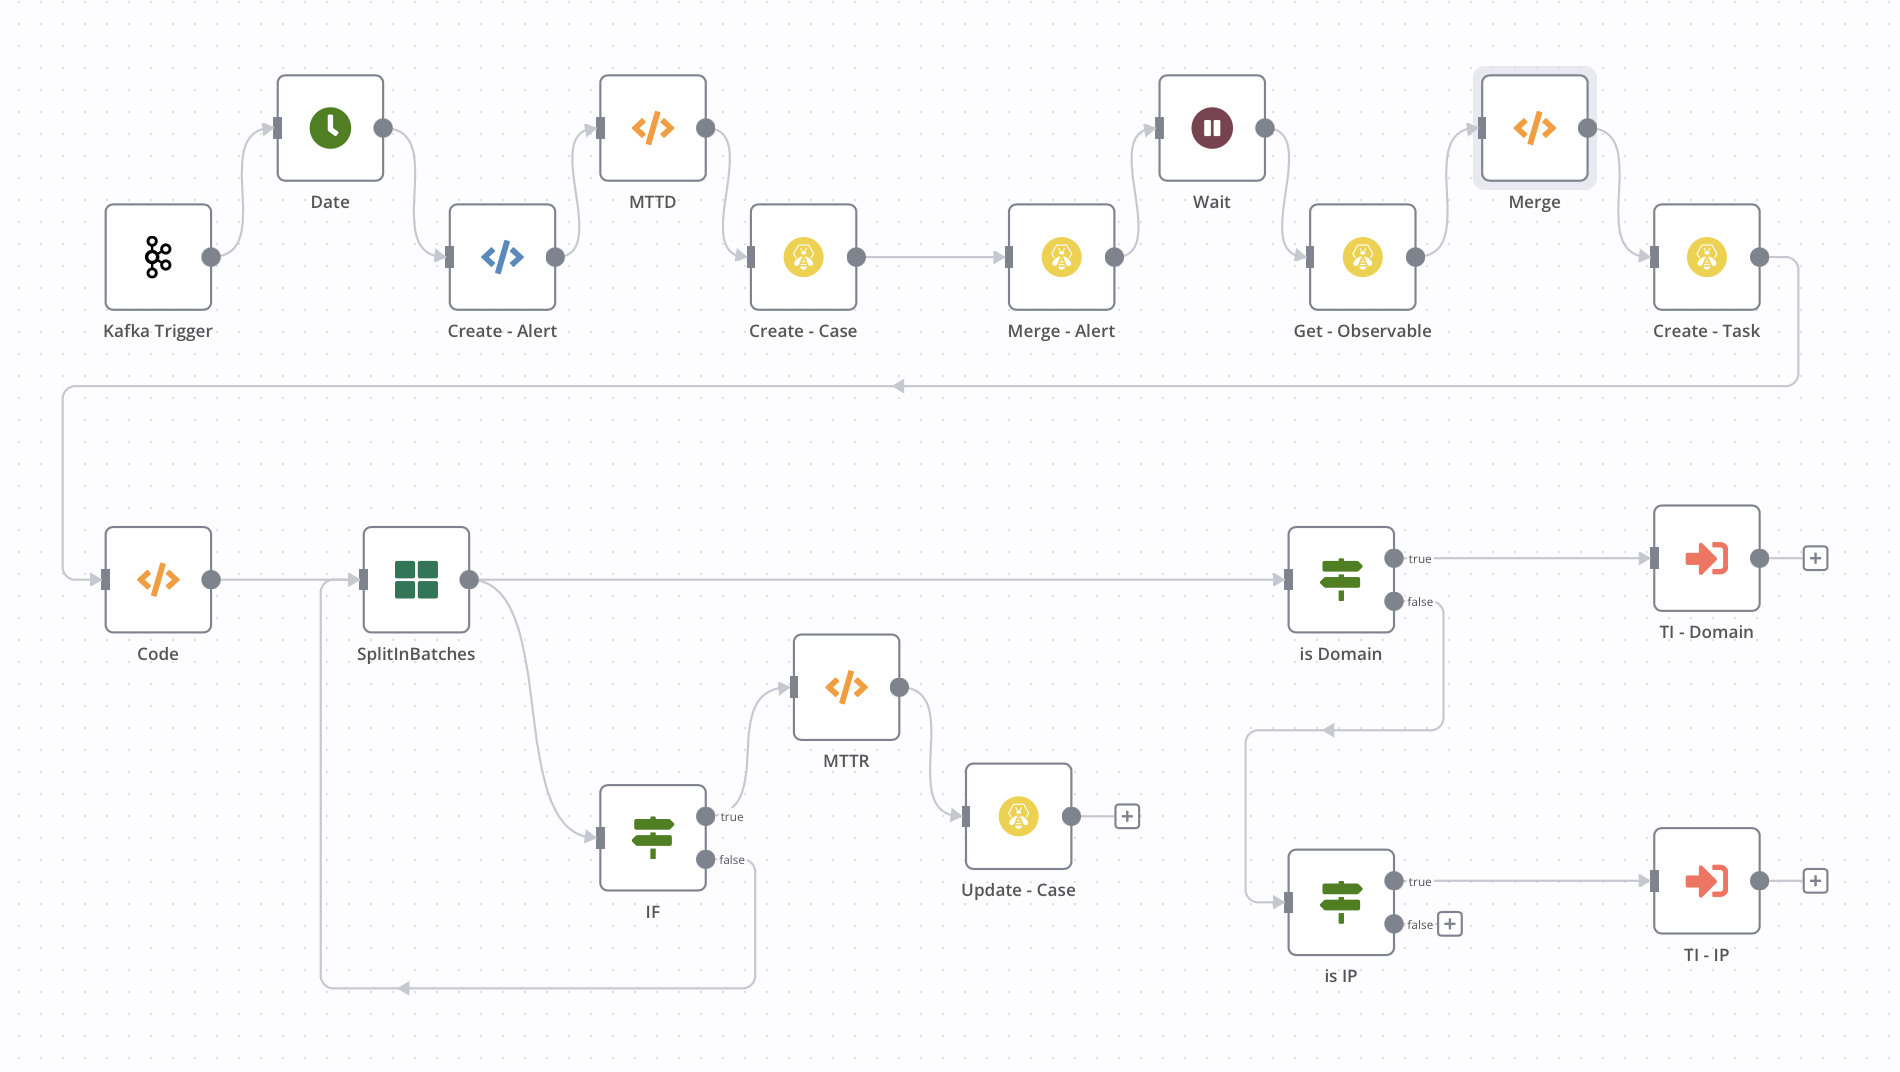 Date
MTTD
Wait
Merge
Kafka Trigger
Create - Alert
Create - Case
Merge - Alert
Get - Observable
Create - Task
true
false
Code
SplitInBatches
is Domain
TI - Domain
MTTR
true
false
IF
Update - Case
true
false
is IP
TI - IP